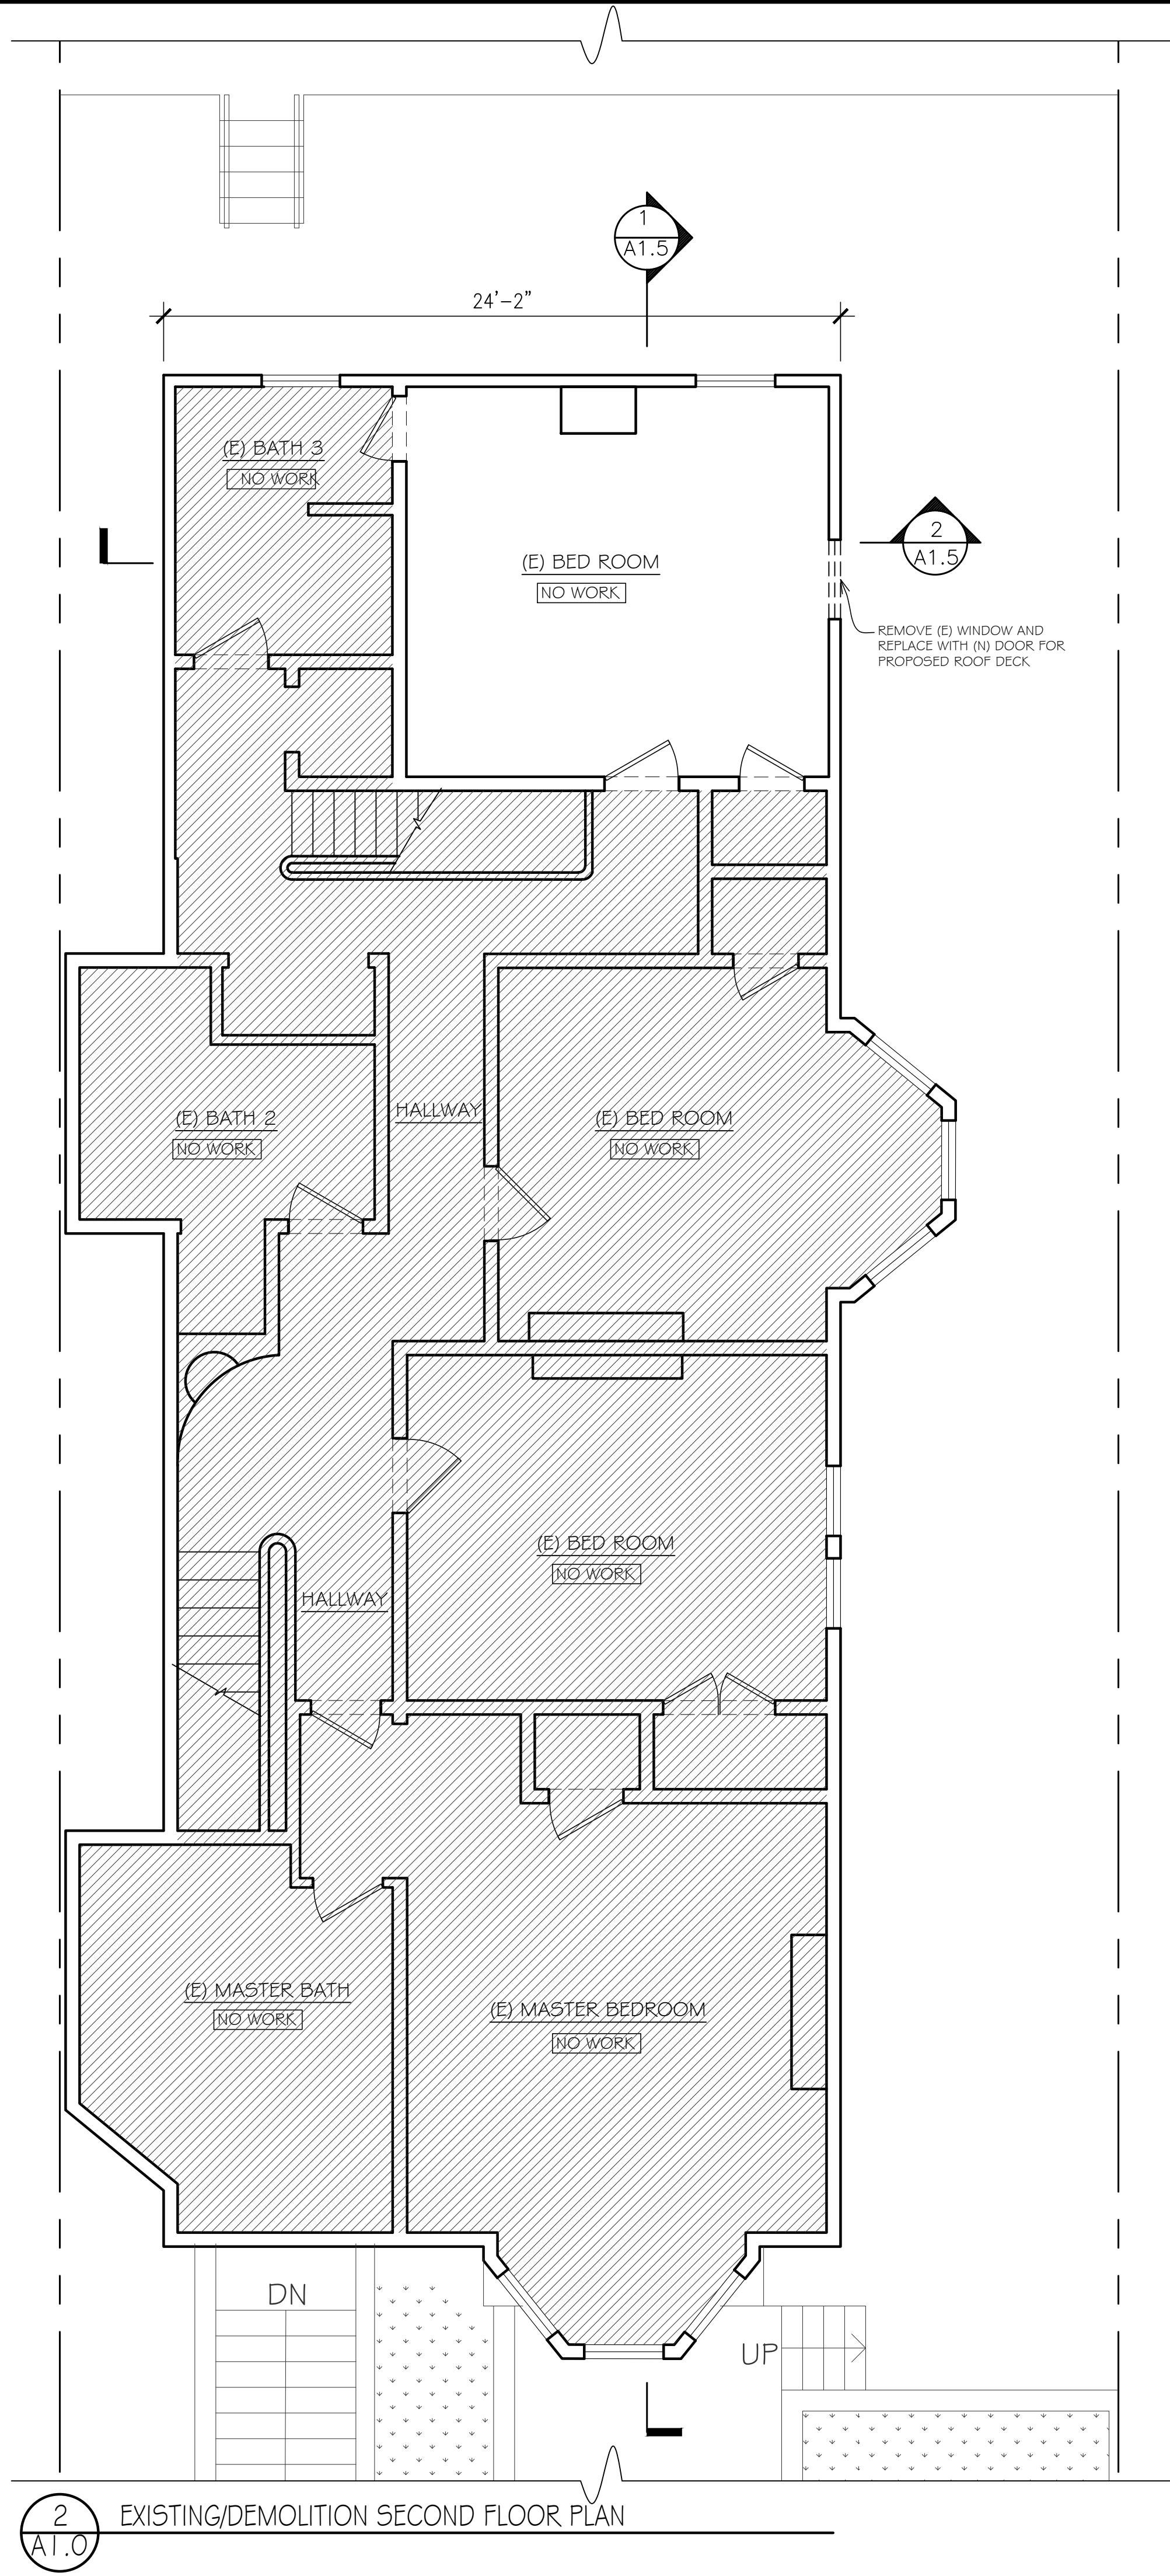 1
A1.5
24'-2"
(E) BATH 3
NO WORK
2
A1.5
(E) BED ROOM
NO WORK
REMOVE (E) WINDOW AND
REPLACE WITH (N) DOOR FOR
PROPOSED ROOF DECK
HALLWAY
(E) BATH 2
NO WORK
(E) BED ROOM
NO WORK
(E) BED ROOM
NO WORK
HALLWAY
(E) MASTER BATH
NO WORK
(E) MASTER BEDROOM
NO WORK
DN
UP
2
A1.0
EXISTING/DEMOLITION SECOND FLOOR PLAN